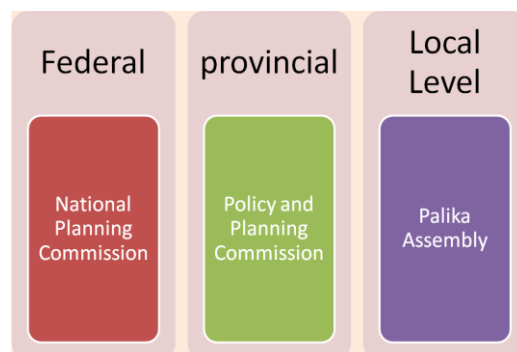 Federal
National
Planning
Commission
provincial
Policy and
Planning
Commission
Local
Level
Palika
Assembly